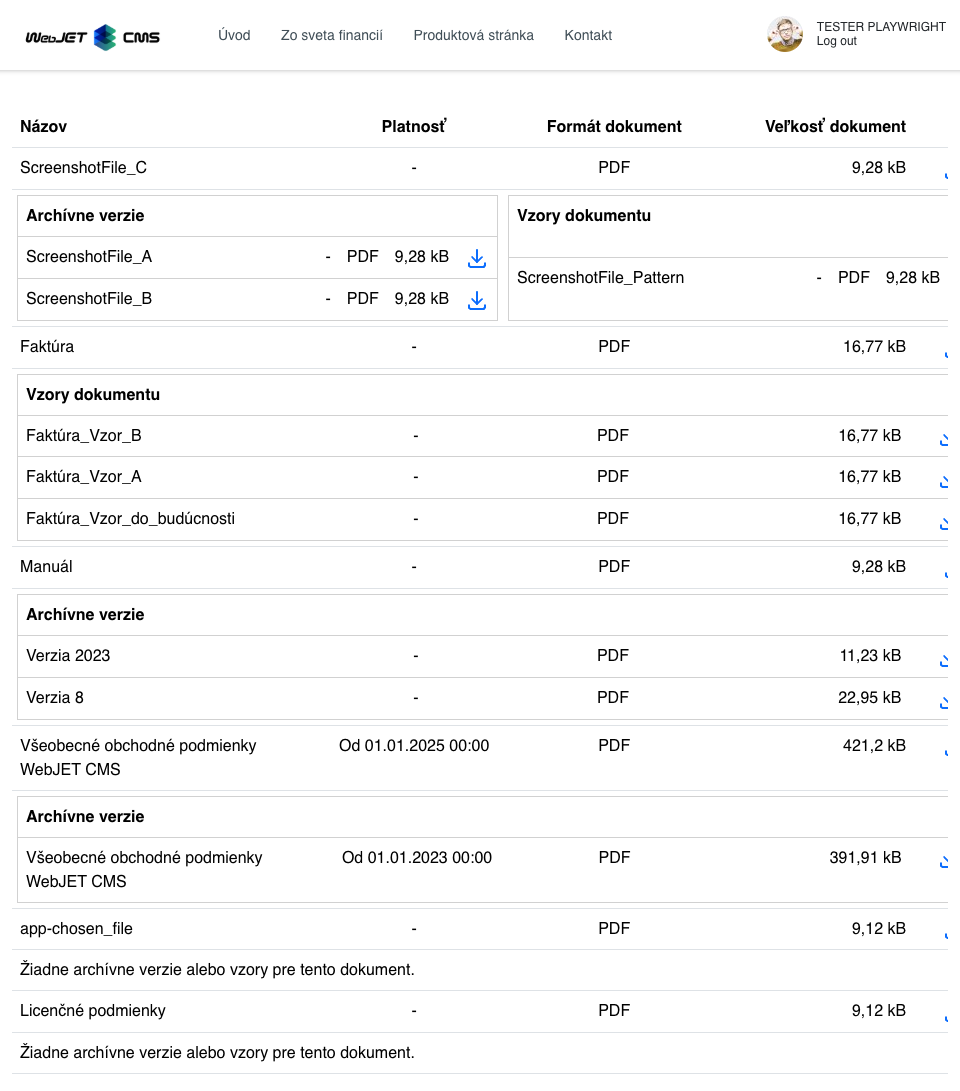 WebJET CMS
Úvod Zo sveta financií Produktová stránka Kontakt
TESTER PLAYWRIGHT
Log out
Názov Platnosť Formát dokument Veľkosť dokument
ScreenshotFile_C - PDF 9,28 kB
Archívne verzie
ScreenshotFile_A - PDF 9,28 kB
ScreenshotFile_B - PDF 9,28 kB
Vzory dokumentu
ScreenshotFile_Pattern - PDF 9,28 kB
Faktúra - PDF 16,77 kB
Vzory dokumentu
Faktúra_Vzor_B - PDF 16,77 kB
Faktúra_Vzor_A - PDF 16,77 kB
Faktúra_Vzor_do_budúcnosti - PDF 16,77 kB
Manuál - PDF 9,28 kB
Archívne verzie
Verzia 2023 - PDF 11,23 kB
Verzia 8 - PDF 22,95 kB
Všeobecné obchodné podmienky Od 01.01.2025 00:00 PDF 421,2 kB
WebJET CMS
Archívne verzie
Všeobecné obchodné podmienky Od 01.01.2023 00:00 PDF 391,91 kB
WebJET CMS
app-chosen_file - PDF 9,12 kB
Žiadne archívne verzie alebo vzory pre tento dokument.
Licenčné podmienky - PDF 9,12 kB
Žiadne archívne verzie alebo vzory pre tento dokument.